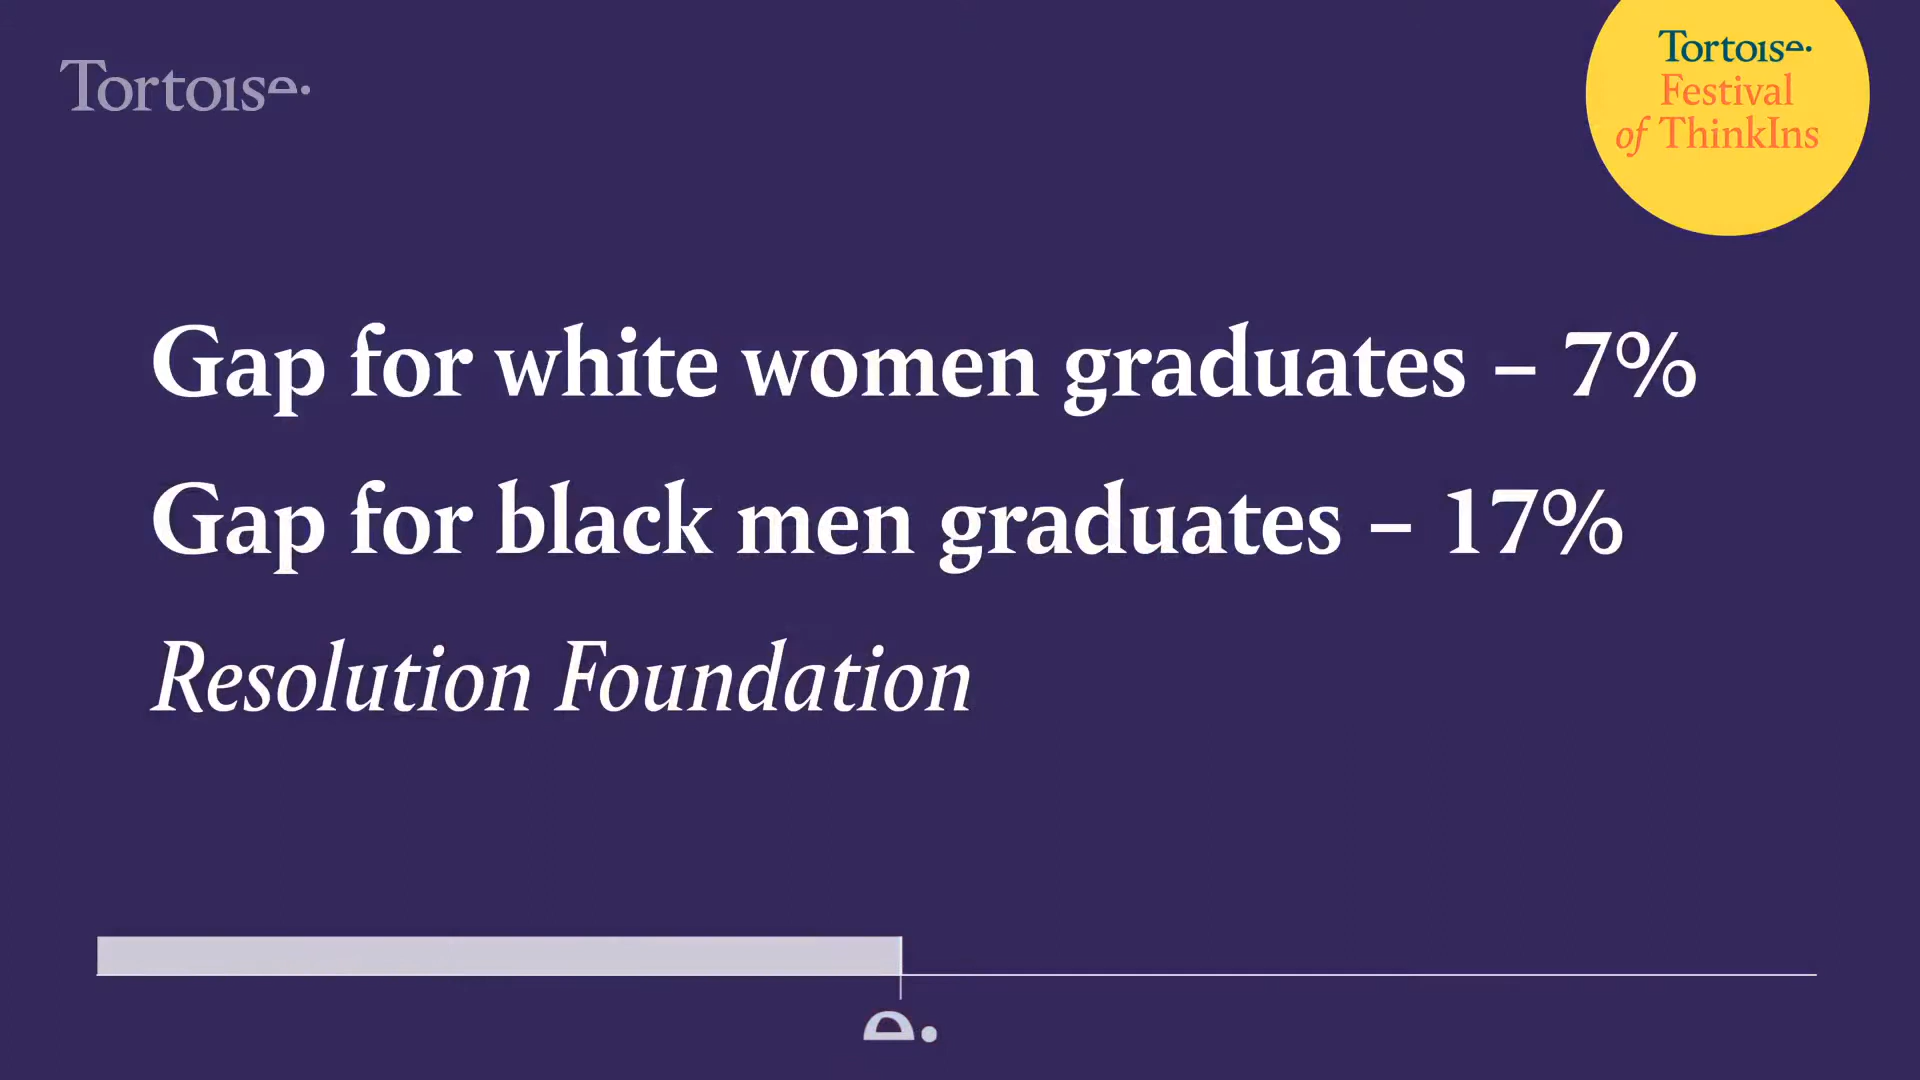 Tortoise.
Tortoise.
Festival
of ThinkIns
Gap for white women graduates – 7%
Gap for black men graduates – 17%
Resolution Foundation
e.